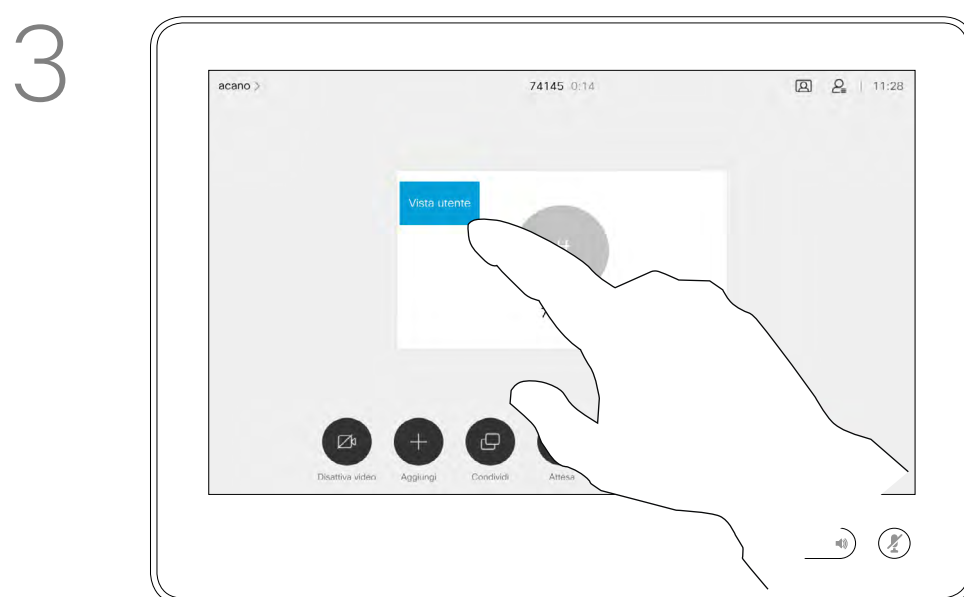 3
acano >
74145 0:14
11:28
Vista utente
Disattiva video
Aggiungi
Condividi
Attesa